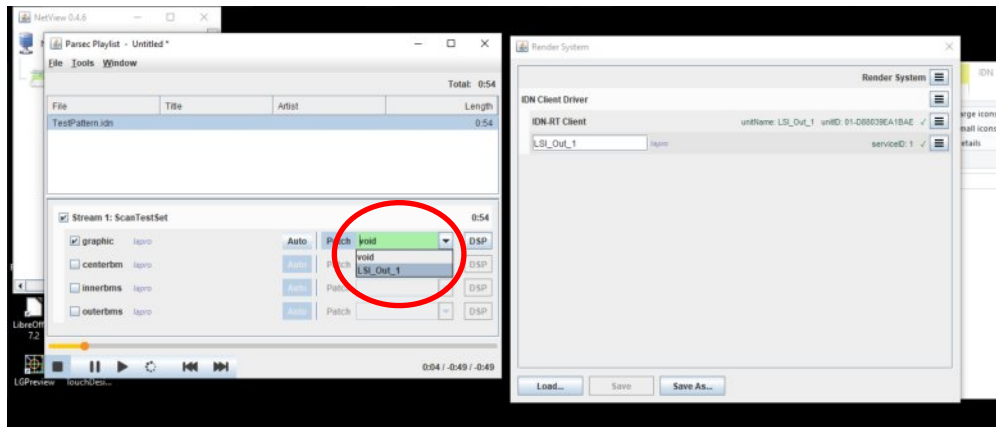 NetView 0.4.6
Parsec Playlist - Untitled *
File Tools Window
Total: 0:54
File Title Artist Length
TestPattern.idn 0:54
Stream 1: ScanTestSet 0:54
graphic lapro Auto Patch void DSP
void
LSI_Out_1
centerbm lapro Auto Patch DSP
innerbms lapro Auto Patch DSP
outerbms lapro Auto Patch DSP
0:04 / -0:49 / -0:49
LibreOff
7.2
LGPreview TouchDesi...
Render System
Render System
IDN Client Driver
IDN-RT Client unitName: LSI_Out_1 unitID: 01-D88039EA1BAE ✓
LSI_Out_1 lapro serviceID: 1 ✓
Load... Save Save As...
IDN
arge icons
mall icons
etails